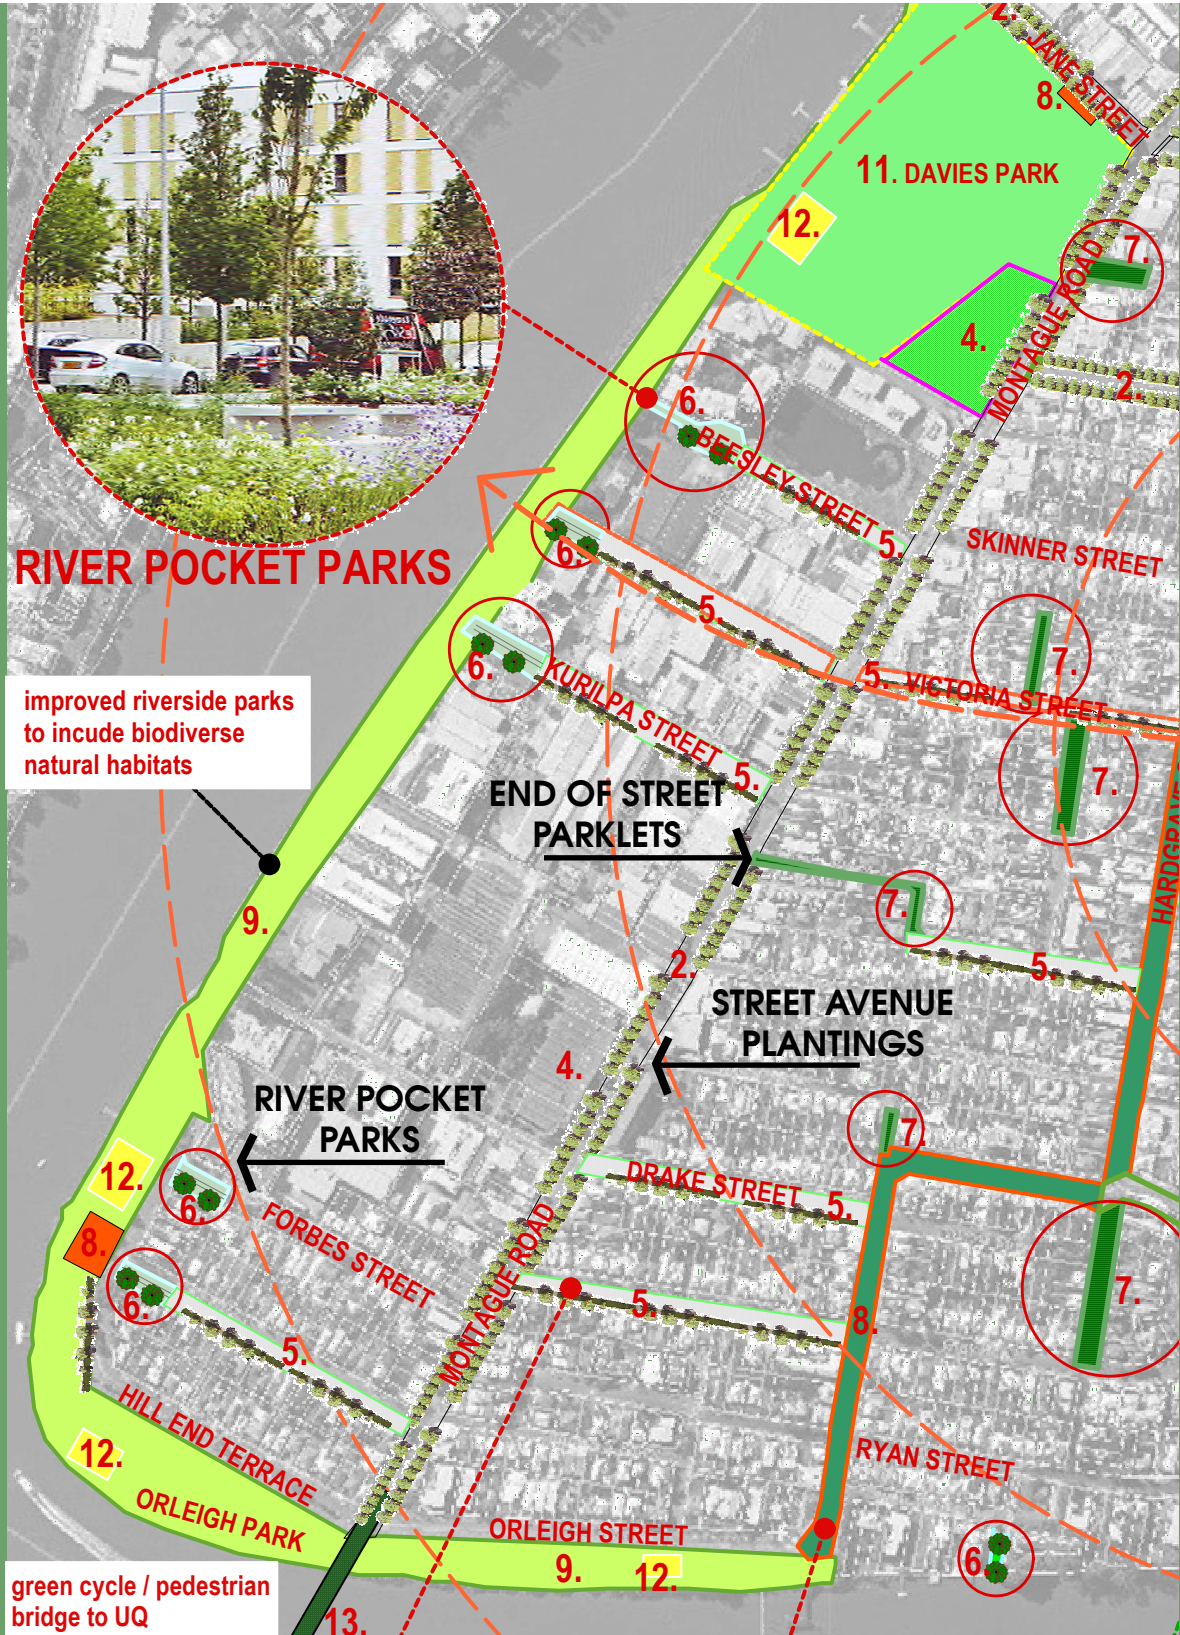 2.
JANE STREET
8.
11. DAVIES PARK
12.
7.
MONTAGUE ROAD
4.
2.
6.
BEESLEY STREET
5.
SKINNER STREET
RIVER POCKET PARKS
6.
5.
7.
6.
KURILPA STREET
5.
VICTORIA STREET
improved riverside parks
to incude biodiverse
natural habitats
5.
7.
END OF STREET
PARKLETS
HARDGRAVE
7.
9.
2.
5.
STREET AVENUE
PLANTINGS
4.
RIVER POCKET
PARKS
7.
12.
6.
DRAKE STREET
5.
FORBES STREET
8.
MONTAGUE ROAD
6.
5.
8.
7.
5.
HILL END TERRACE
12.
RYAN STREET
ORLEIGH PARK
ORLEIGH STREET
9.
12.
6.
green cycle / pedestrian
bridge to UQ
13.